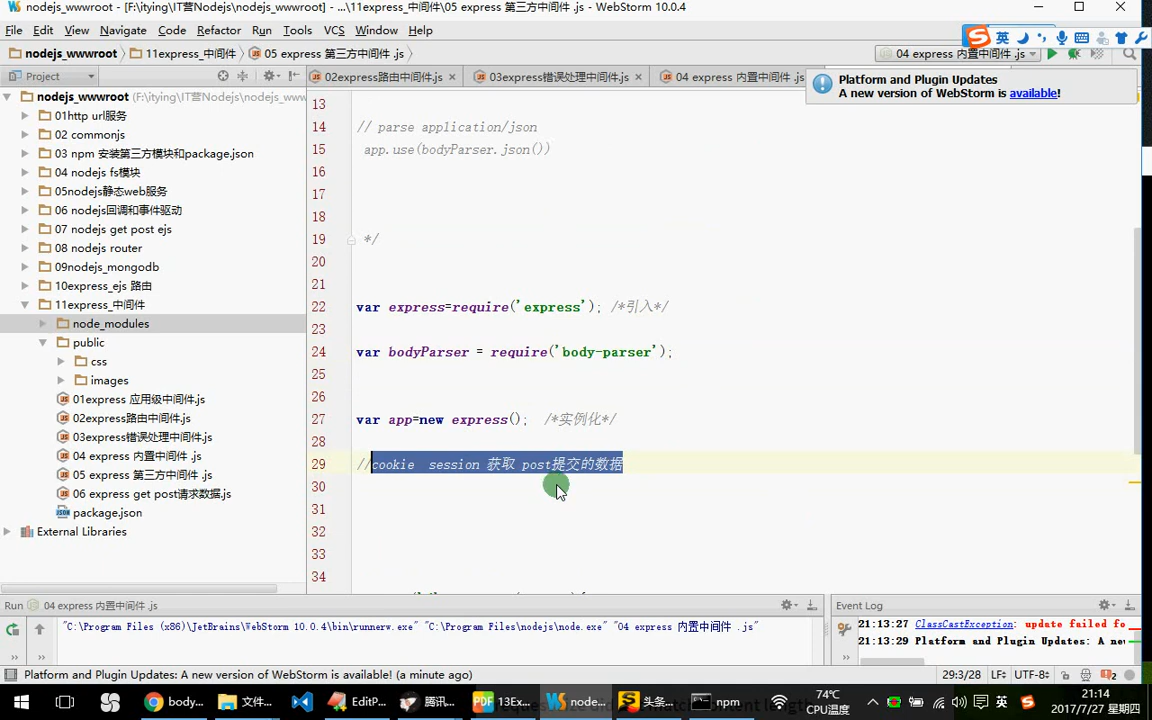 nodejs_wwwroot - [F:\itying\IT营Nodejs\nodejs_wwwroot] - ...\11express_中间件\05 express 第三方中间件 .js - WebStorm 10.0.4
File Edit View Navigate Code Refactor Run Tools VCS Window Help
英
nodejs_wwwroot 11express_中间件 05 express 第三方中间件 .js
04 express 内置中间件 .js
Project
02express路由中间件.js 03express错误处理中间件.js 04 express 内置中间件 .js
Platform and Plugin Updates
A new version of WebStorm is available!
nodejs_wwwroot (F:\itying\IT营Nodejs\nodejs_ww
01http url服务
02 commonjs
03 npm 安装第三方模块和package.json
04 nodejs fs模块
05nodejs静态web服务
06 nodejs回调和事件驱动
07 nodejs get post ejs
08 nodejs router
09nodejs_mongodb
10express_ejs 路由
11express_中间件
node_modules
public
css
images
01express 应用级中间件.js
02express路由中间件.js
03express错误处理中间件.js
04 express 内置中间件 .js
05 express 第三方中间件 .js
06 express get post请求数据.js
package.json
External Libraries
13
14 // parse application/json
15 app.use(bodyParser.json())
16
17
18
19 */
20
21
22 var express=require('express'); /*引入*/
23
24 var bodyParser = require('body-parser');
25
26
27 var app=new express(); /*实例化*/
28
29 //cookie session 获取 post提交的数据
30
31
32
33
34
Run 04 express 内置中间件 .js
"C:\Program Files (x86)\JetBrains\WebStorm 10.0.4\bin\runnerw.exe" "C:\Program Files\nodejs\node.exe" "04 express 内置中间件 .js"
Event Log
21:13:27 ClassCastException: update failed fo
21:13:29 Platform and Plugin Updates: A new
Platform and Plugin Updates: A new version of WebStorm is available! (a minute ago)
29:3/28 LF÷ UTF-8÷
2
body... 文件... EditP... 腾讯... 13Ex... node... 头条... npm
74℃
CPU温度
英
21:14
2017/7/27 星期四